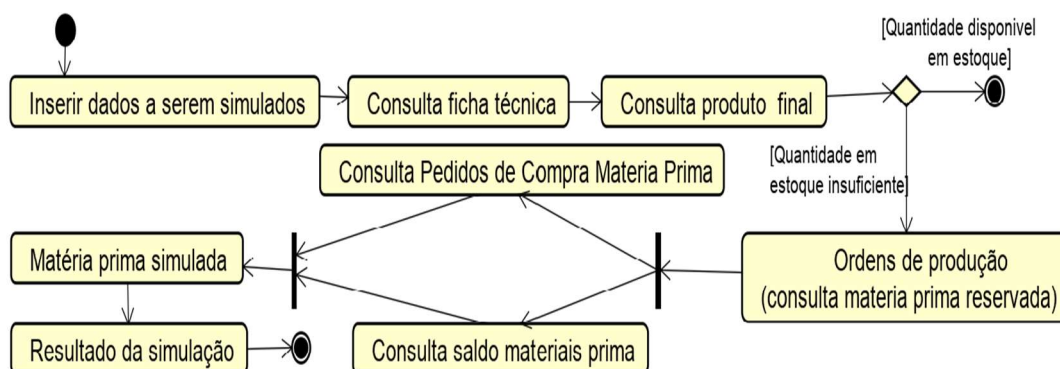 [Quantidade disponivel
em estoque]
Inserir dados a serem simulados
Consulta ficha técnica
Consulta produto final
[Quantidade em
estoque insuficiente]
Consulta Pedidos de Compra Materia Prima
Ordens de produção
(consulta materia prima reservada)
Matéria prima simulada
Consulta saldo materiais prima
Resultado da simulação